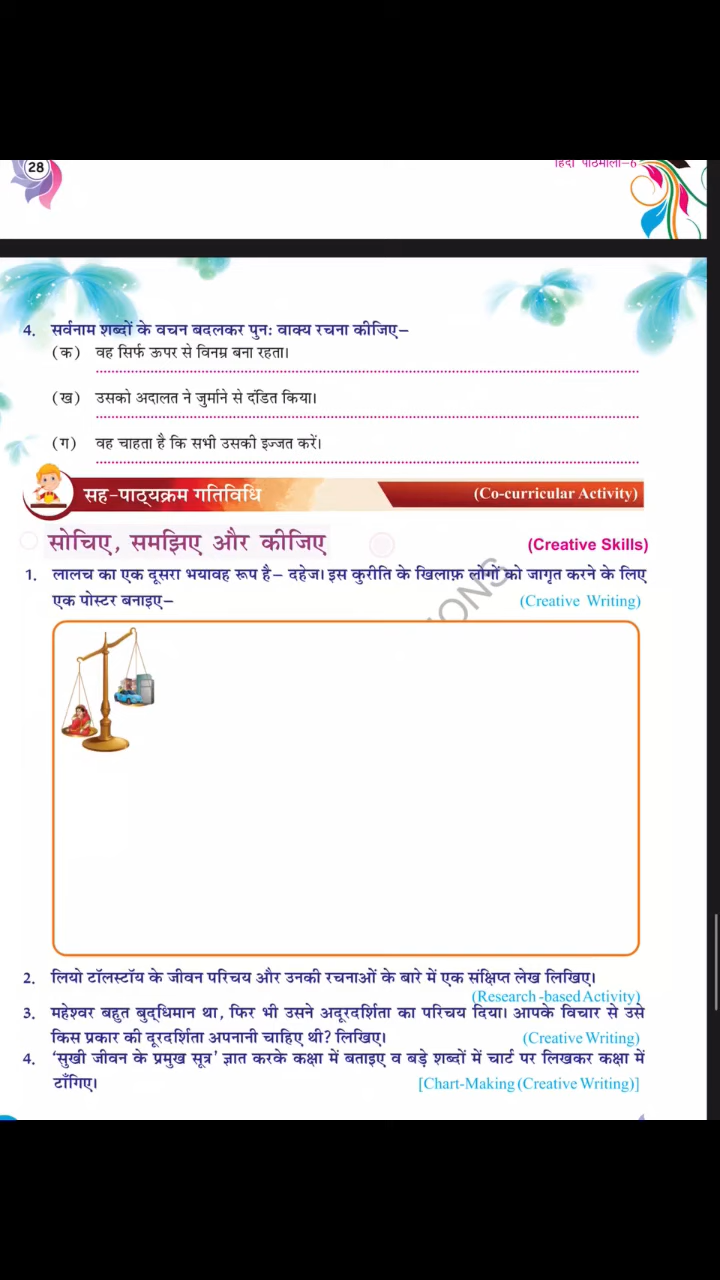 28
हिंदी पाठमाला–6
4. सर्वनाम शब्दों के वचन बदलकर पुनः वाक्य रचना कीजिए–
(क) वह सिर्फ ऊपर से विनम्र बना रहता।
(ख) उसको अदालत ने जुर्माने से दंडित किया।
(ग) वह चाहता है कि सभी उसकी इज्जत करें।
सह-पाठ्यक्रम गतिविधि (Co-curricular Activity)
सोचिए, समझिए और कीजिए (Creative Skills)
1. लालच का एक दूसरा भयावह रूप है– दहेज। इस कुरीति के खिलाफ़ लोगों को जागृत करने के लिए
एक पोस्टर बनाइए– (Creative Writing)
IONS
2. लियो टॉलस्टॉय के जीवन परिचय और उनकी रचनाओं के बारे में एक संक्षिप्त लेख लिखिए।
(Research -based Activity)
3. महेश्वर बहुत बुद्धिमान था, फिर भी उसने अदूरदर्शिता का परिचय दिया। आपके विचार से उसे
किस प्रकार की दूरदर्शिता अपनानी चाहिए थी? लिखिए। (Creative Writing)
4. ‘सुखी जीवन के प्रमुख सूत्र’ ज्ञात करके कक्षा में बताइए व बड़े शब्दों में चार्ट पर लिखकर कक्षा में
टाँगिए। [Chart-Making (Creative Writing)]